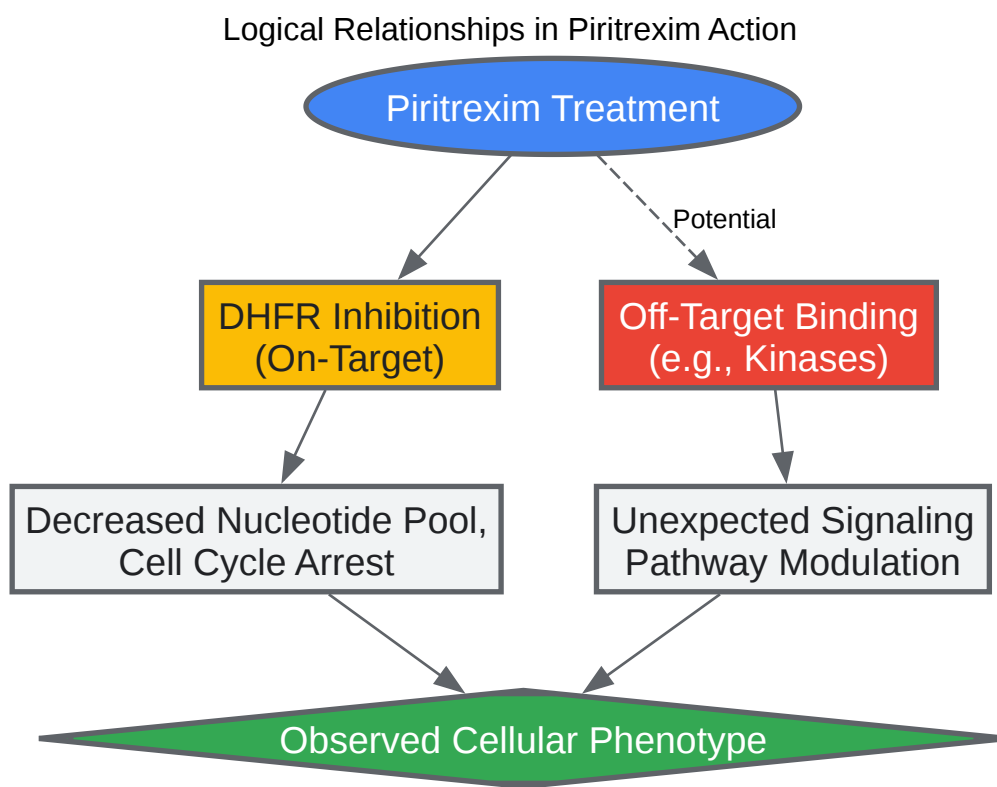 Logical Relationships in Piritrexim Action
Piritrexim Treatment
Potential
DHFR Inhibition
(On-Target)
Off-Target Binding
(e.g., Kinases)
Decreased Nucleotide Pool,
Cell Cycle Arrest
Unexpected Signaling
Pathway Modulation
Observed Cellular Phenotype